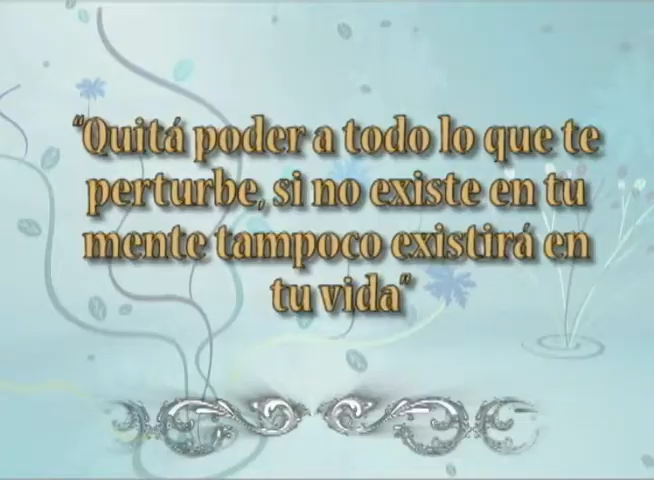 "Quitá poder a todo lo que te
perturbe, si no existe en tu
mente tampoco existirá en
tu vida"